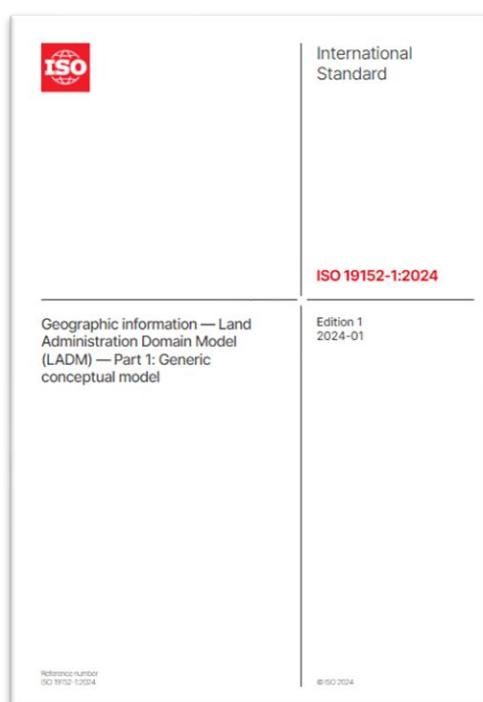 ISO
International
Standard
ISO 19152-1:2024
Geographic information — Land
Administration Domain Model
(LADM) — Part 1: Generic
conceptual model
Edition 1
2024-01
Reference number
ISO 19152-1:2024
© ISO 2024